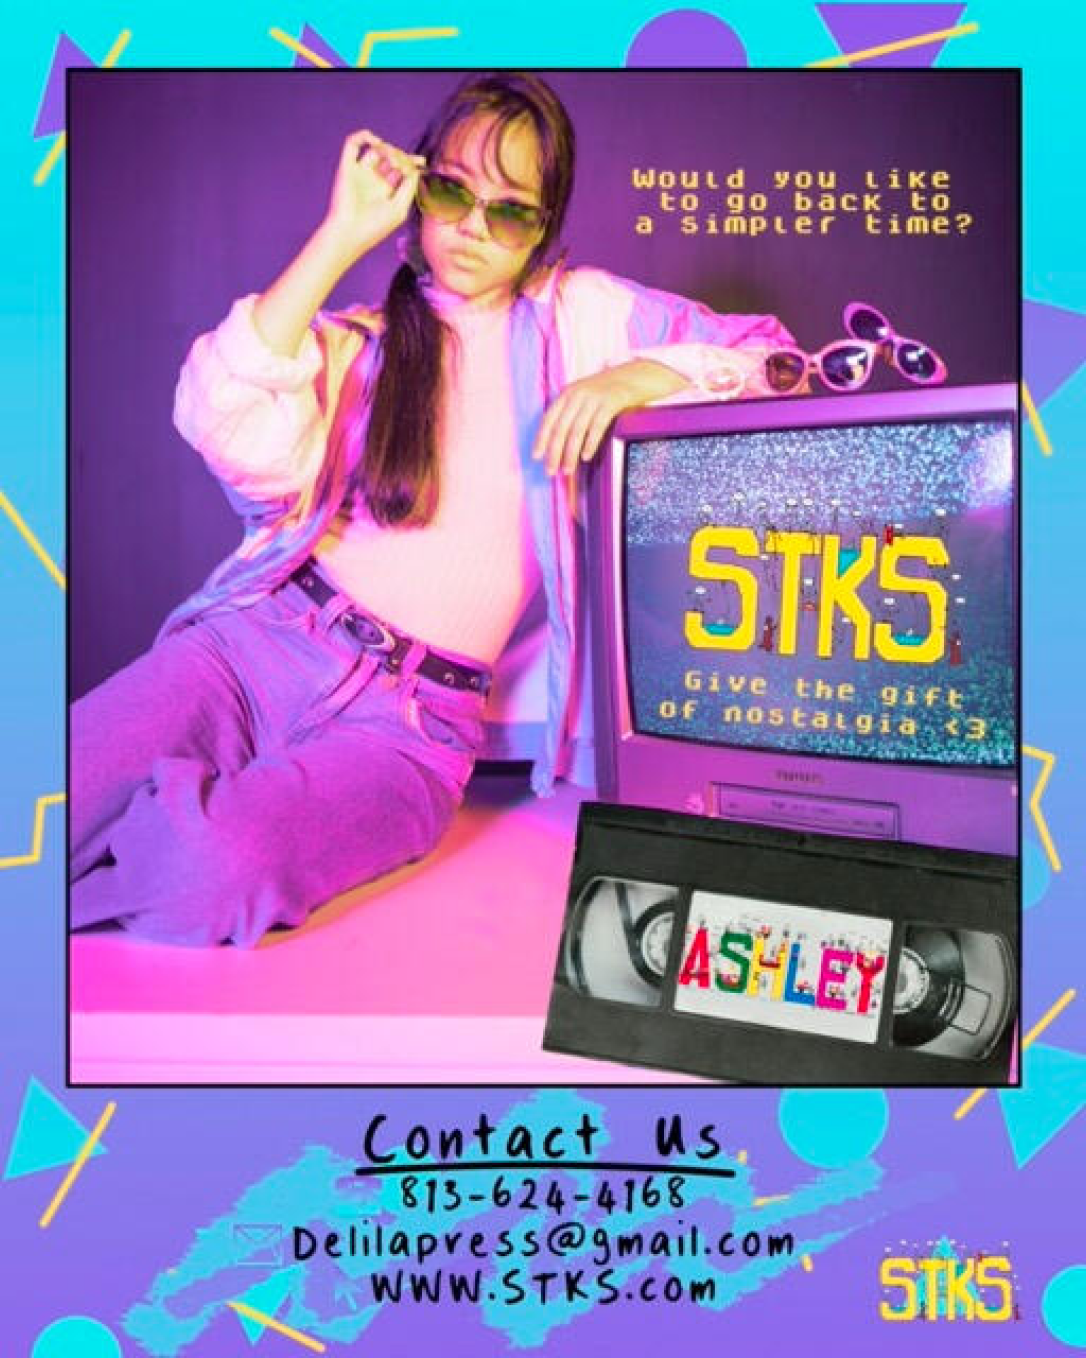 Would you like
to go back to
a simpler time?
STKS
Give the gift
of nostalgia <3
ASHLEY
Contact Us
813-624-4168
Delilapress@gmail.com
WWW.STKS.com
STKS